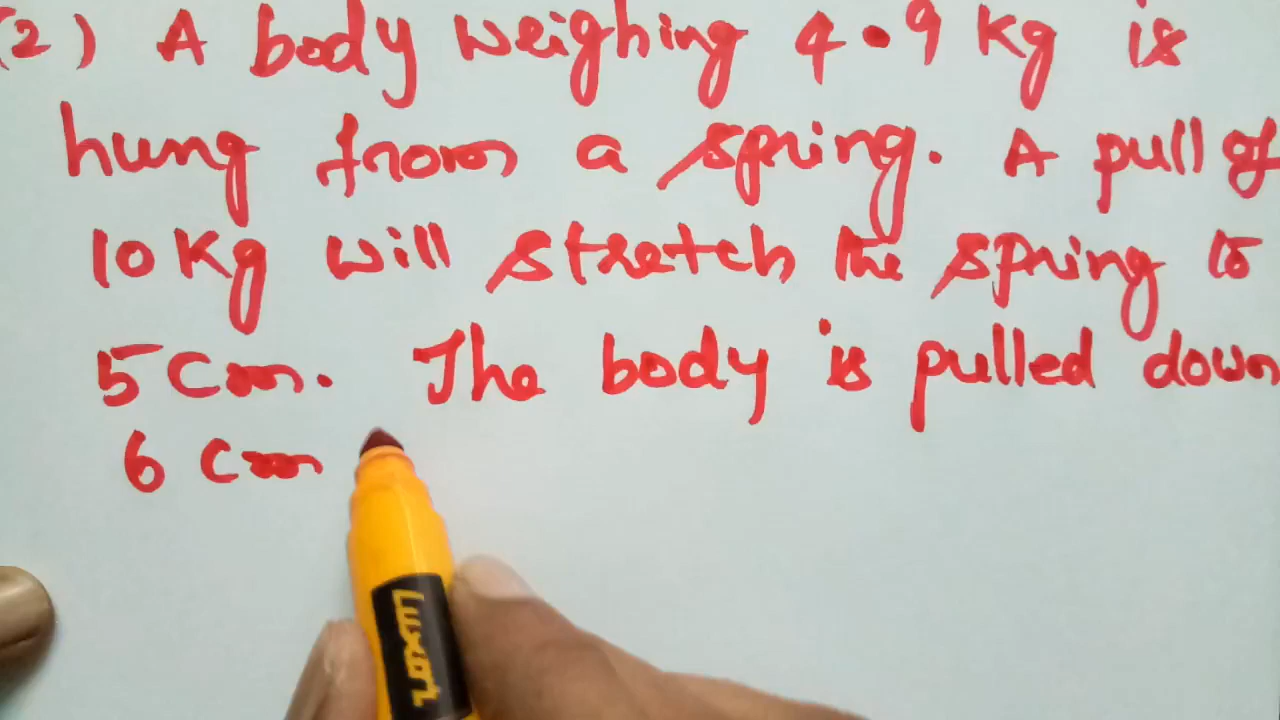 (2) A body weighing 4.9 kg is
hung from a spring. A pull of
10 kg will stretch the spring to
5 cm. The body is pulled down
6 cm
Luxor